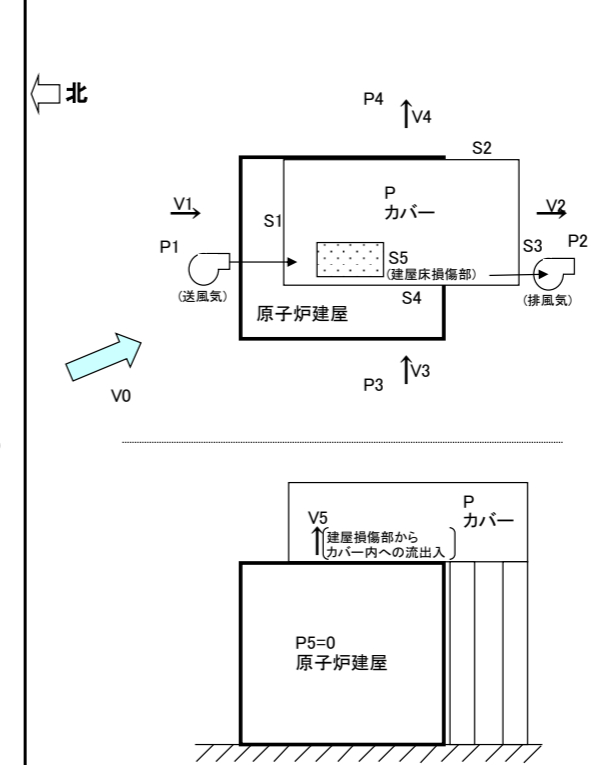 北
P4
V4
S2
V1
P
カバー
V2
S1
P1
S3
P2
S5
(建屋床損傷部)
(送風気)
S4
(排風気)
原子炉建屋
V3
P3
V0
P
カバー
V5
建屋損傷部から
カバー内への流出入
P5=0
原子炉建屋